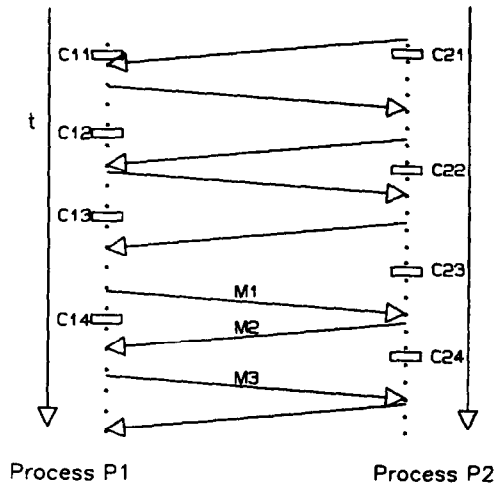 C11
C21
t
C12
C22
C13
C23
M1
C14
M2
C24
M3
Process P1
Process P2